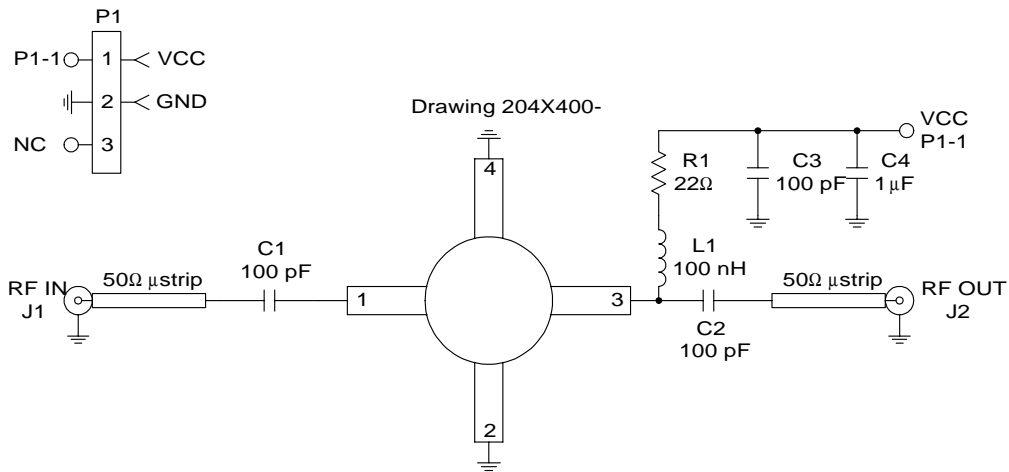 P1
P1-1 1 VCC
2 GND
NC 3
Drawing 204X400-
4
VCC
P1-1
R1
22Ω
C3
100 pF
C4
1 µF
L1
100 nH
C1
100 pF
RF IN
J1
50Ω µstrip
1
3
50Ω µstrip
RF OUT
J2
C2
100 pF
2